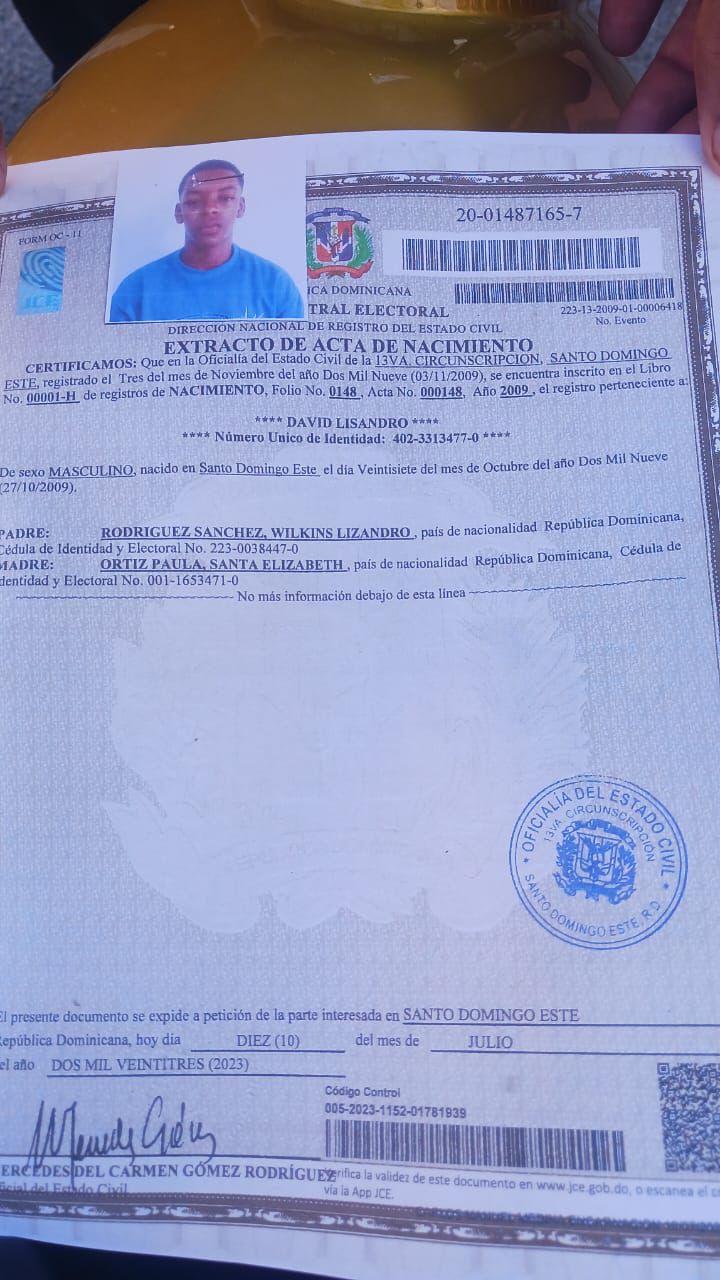 FORM OC - 11
JCE
20-01487165-7
ICA DOMINICANA
TRAL ELECTORAL
223-13-2009-01-00006418
No. Evento
DIRECCION NACIONAL DE REGISTRO DEL ESTADO CIVIL
EXTRACTO DE ACTA DE NACIMIENTO
CERTIFICAMOS: Que en la Oficialía del Estado Civil de la 13VA. CIRCUNSCRIPCION, SANTO DOMINGO
ESTE, registrado el Tres del mes de Noviembre del año Dos Mil Nueve (03/11/2009), se encuentra inscrito en el Libro
No. 00001-H de registros de NACIMIENTO, Folio No. 0148, Acta No. 000148, Año 2009, el registro perteneciente a:
**** DAVID LISANDRO ****
**** Número Unico de Identidad: 402-3313477-0 ****
De sexo MASCULINO, nacido en Santo Domingo Este el día Veintisiete del mes de Octubre del año Dos Mil Nueve
(27/10/2009).
PADRE: RODRIGUEZ SANCHEZ, WILKINS LIZANDRO, país de nacionalidad República Dominicana,
Cédula de Identidad y Electoral No. 223-0038447-0
MADRE: ORTIZ PAULA, SANTA ELIZABETH, país de nacionalidad República Dominicana, Cédula de
dentidad y Electoral No. 001-1653471-0
No más información debajo de esta línea
OFICIALÍA DEL ESTADO CIVIL
13VA. CIRCUNSCRIPCIÓN
SANTO DOMINGO ESTE, R.D.
El presente documento se expide a petición de la parte interesada en SANTO DOMINGO ESTE
República Dominicana, hoy día DIEZ (10) del mes de JULIO
el año DOS MIL VEINTITRES (2023)
Código Control
005-2023-1152-01781939
ERCEDES DEL CARMEN GÓMEZ RODRÍGUEZ
icial del Estado Civil
Verifica la validez de este documento en www.jce.gob.do, o escanea el
vía la App JCE.